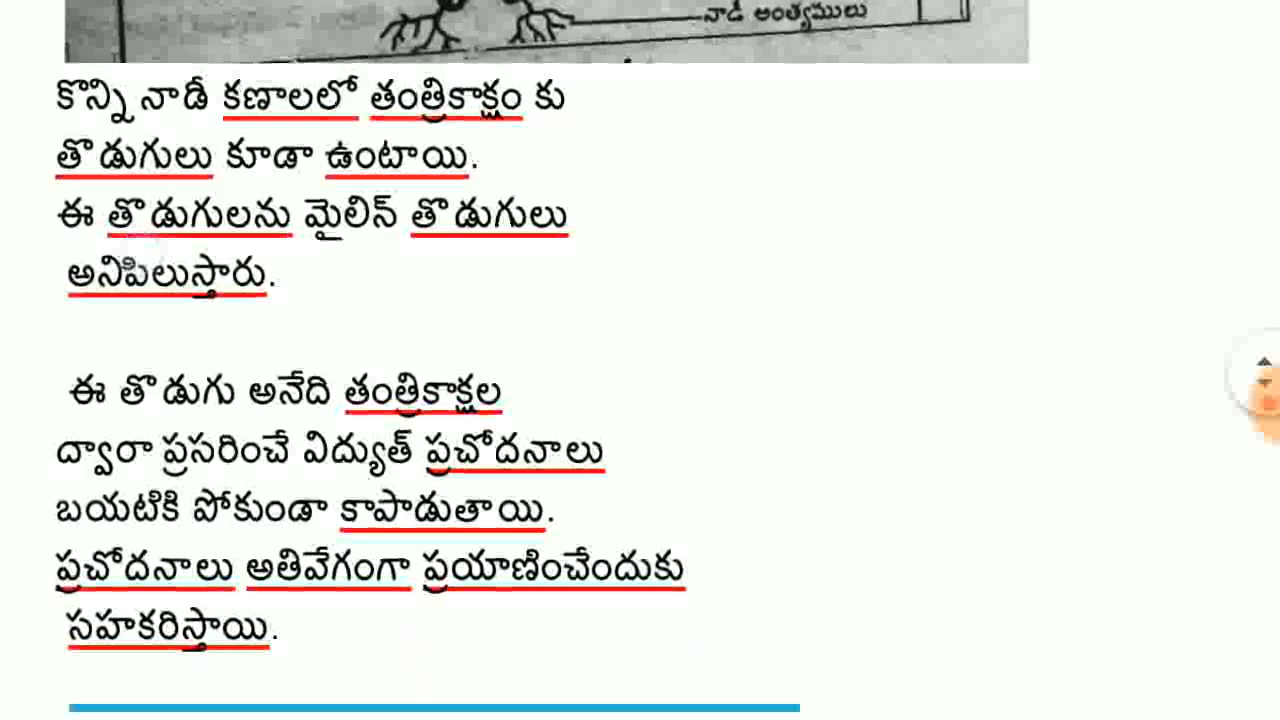 నాడీ అంత్యములు
కొన్ని నాడీ కణాలలో తంత్రికాక్షం కు
తొడుగులు కూడా ఉంటాయి.
ఈ తొడుగులను మైలిన్ తొడుగులు
అనిపిలుస్తారు.
ఈ తొడుగు అనేది తంత్రికాక్షల
ద్వారా ప్రసరించే విద్యుత్ ప్రచోదనాలు
బయటికి పోకుండా కాపాడుతాయి.
ప్రచోదనాలు అతివేగంగా ప్రయాణించేందుకు
సహకరిస్తాయి.